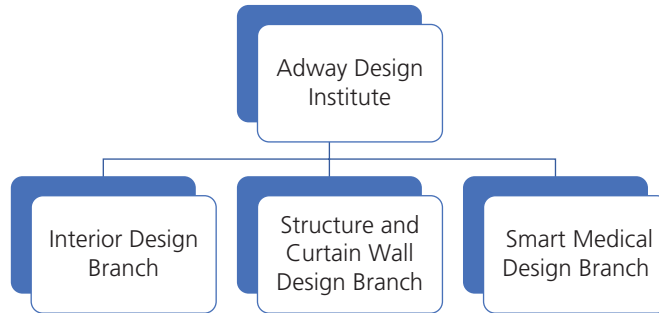 Adway Design
Institute
Interior Design
Branch
Structure and
Curtain Wall
Design Branch
Smart Medical
Design Branch